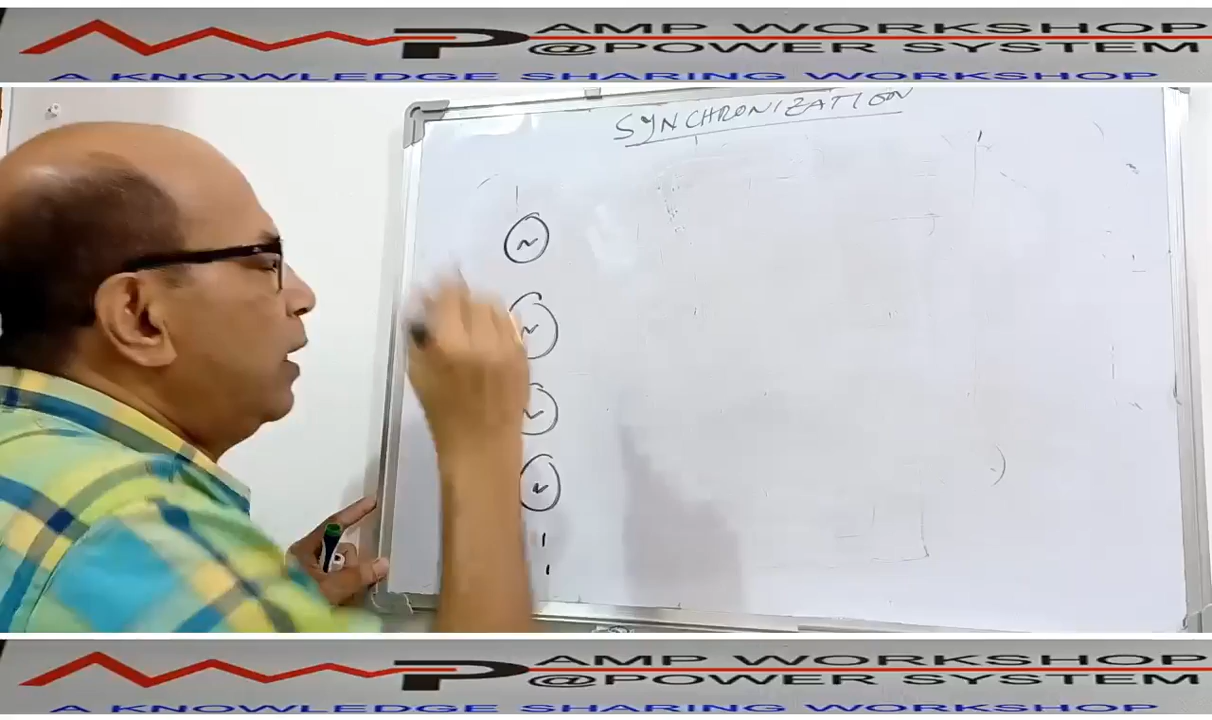 AMP WORKSHOP
@POWER SYSTEM
A KNOWLEDGE SHARING WORKSHOP
SYNCHRONIZATION
~
~
~
~
AMP WORKSHOP
@POWER SYSTEM
A KNOWLEDGE SHARING WORKSHOP